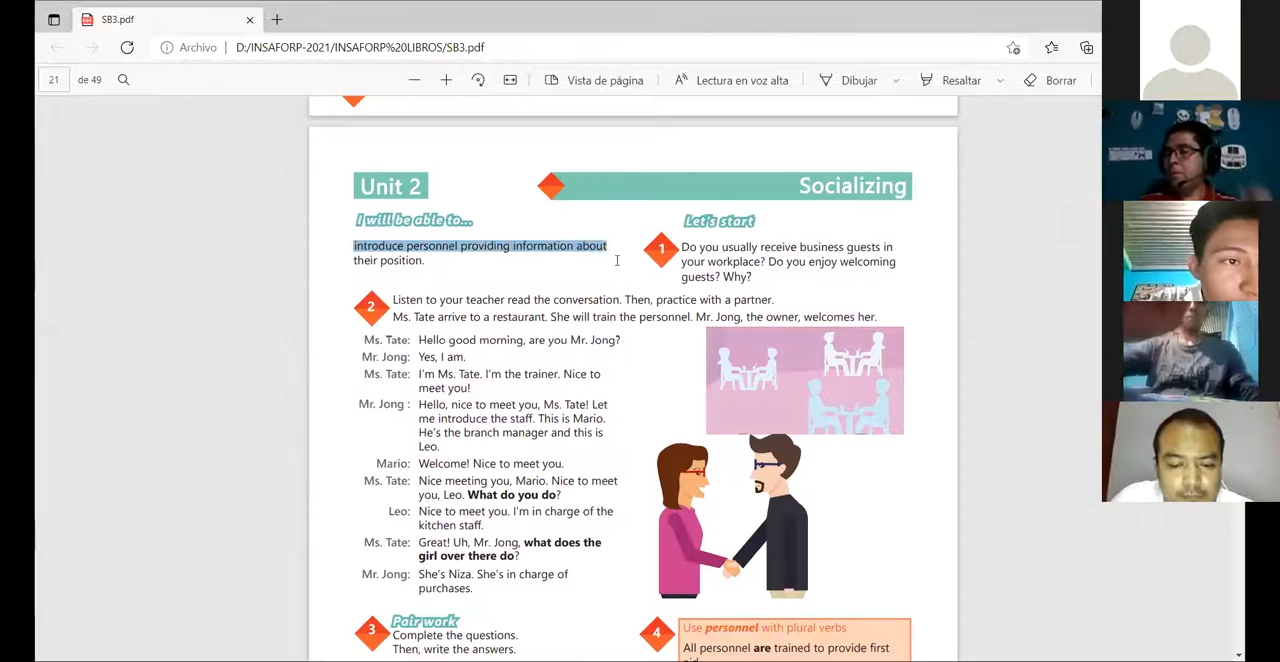 SB3.pdf
Archivo
D:/INSAFORP-2021/INSAFORP%20LIBROS/SB3.pdf
21
de 49
Vista de página
Lectura en voz alta
Dibujar
Resaltar
Borrar
Unit 2
Socializing
I will be able to...
introduce personnel providing information about
their position.
Let's start
1
Do you usually receive business guests in
your workplace? Do you enjoy welcoming
guests? Why?
2
Listen to your teacher read the conversation. Then, practice with a partner.
Ms. Tate arrive to a restaurant. She will train the personnel. Mr. Jong, the owner, welcomes her.
Ms. Tate: Hello good morning, are you Mr. Jong?
Mr. Jong: Yes, I am.
Ms. Tate: I'm Ms. Tate. I'm the trainer. Nice to
meet you!
Mr. Jong : Hello, nice to meet you, Ms. Tate! Let
me introduce the staff. This is Mario.
He's the branch manager and this is
Leo.
Mario: Welcome! Nice to meet you.
Ms. Tate: Nice meeting you, Mario. Nice to meet
you, Leo. What do you do?
Leo: Nice to meet you. I'm in charge of the
kitchen staff.
Ms. Tate: Great! Uh, Mr. Jong, what does the
girl over there do?
Mr. Jong: She's Niza. She's in charge of
purchases.
3
Pair work
Complete the questions.
Then, write the answers.
4
Use personnel with plural verbs
All personnel are trained to provide first
aid